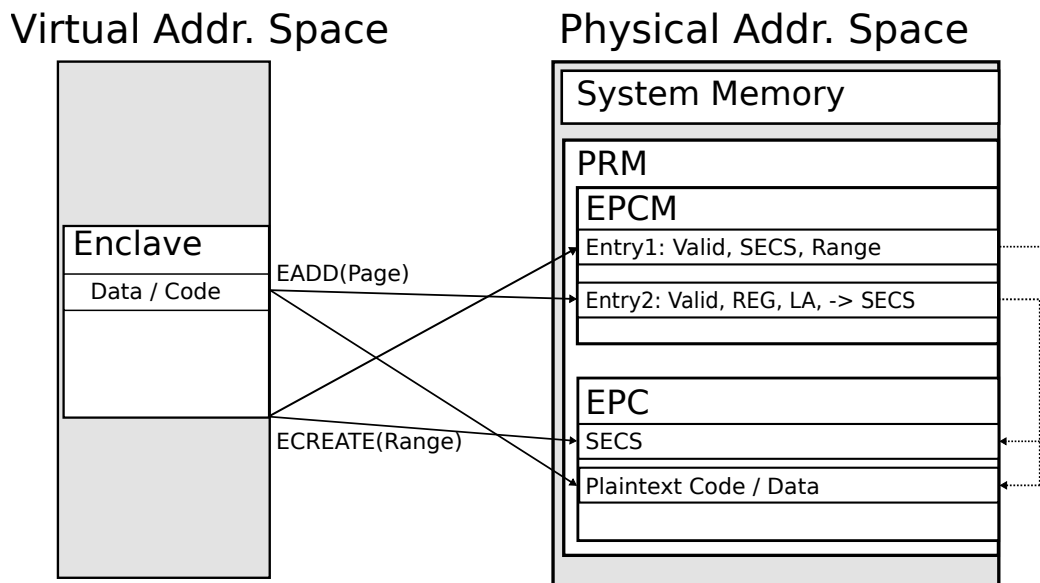 Virtual Addr. Space
Physical Addr. Space
System Memory
PRM
EPCM
Enclave
Entry1: Valid, SECS, Range
EADD(Page)
Data / Code
Entry2: Valid, REG, LA, -> SECS
EPC
ECREATE(Range)
SECS
Plaintext Code / Data